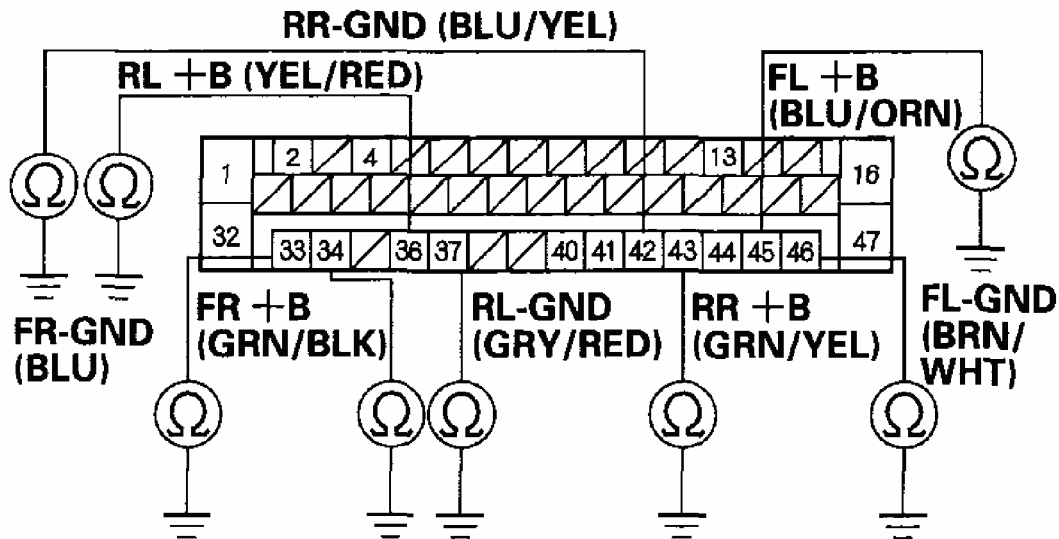 RR-GND (BLU/YEL)
RL +B (YEL/RED)
FL +B
(BLU/ORN)
1
2
4
13
16
Ω
Ω
Ω
32
33
34
36
37
40
41
42
43
44
45
46
47
FR-GND
(BLU)
FR +B
(GRN/BLK)
RL-GND
(GRY/RED)
RR +B
(GRN/YEL)
FL-GND
(BRN/
WHT)
Ω
Ω
Ω
Ω
Ω